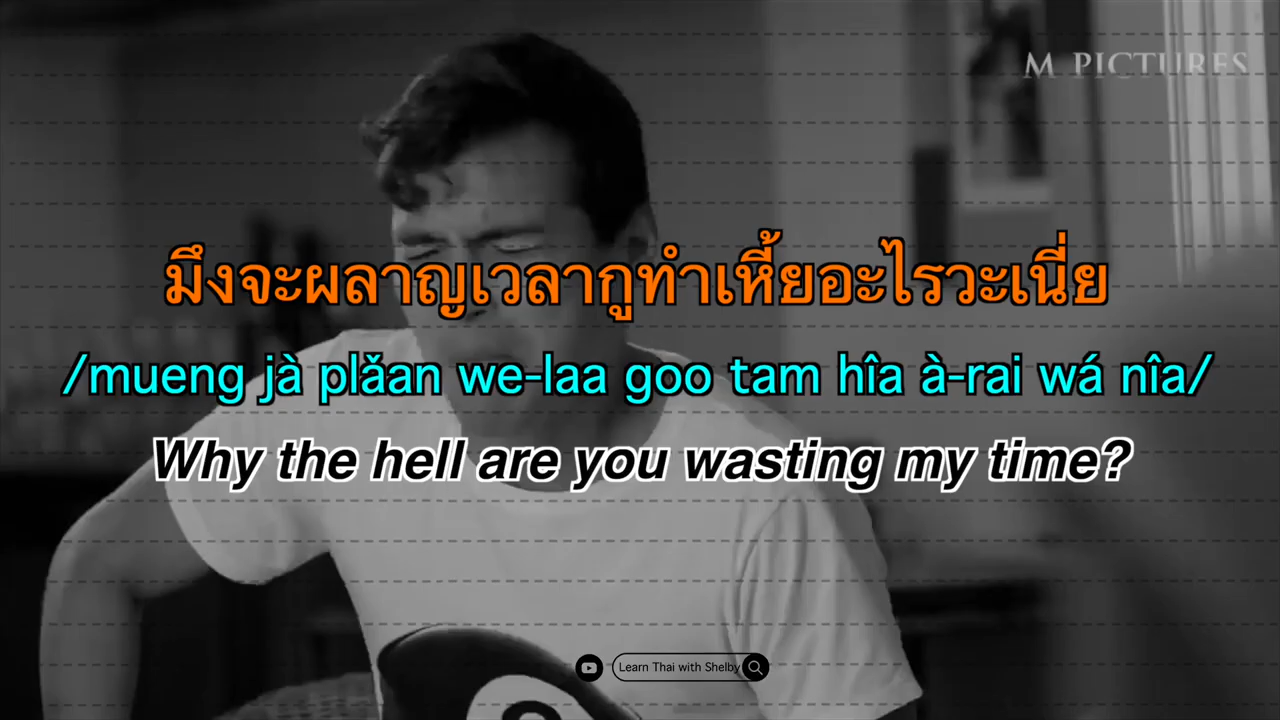 M PICTURES
มึงจะผลาญเวลากูทำเหี้ยอะไรวะเนี่ย
/mueng jà plăan we-laa goo tam hîa à-rai wá nîa/
Why the hell are you wasting my time?
Learn Thai with Shelby